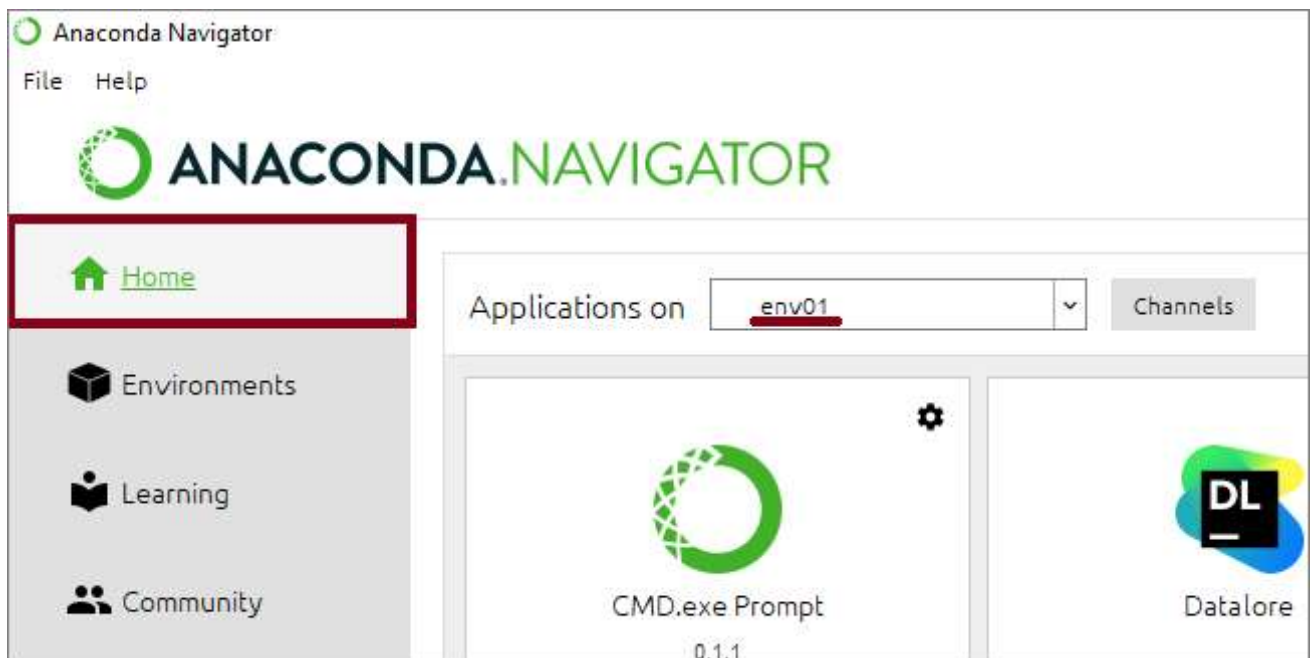 Anaconda Navigator
File Help
ANACONDA.NAVIGATOR
Home
Applications on env01 Channels
Environments
Learning
Community
CMD.exe Prompt
0.1.1
DL
Datalore